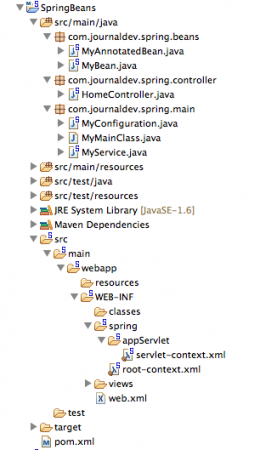 SpringBeans
src/main/java
com.journaldev.spring.beans
MyAnnotatedBean.java
MyBean.java
com.journaldev.spring.controller
HomeController.java
com.journaldev.spring.main
MyConfiguration.java
MyMainClass.java
MyService.java
src/main/resources
src/test/java
src/test/resources
JRE System Library [JavaSE-1.6]
Maven Dependencies
src
main
webapp
resources
WEB-INF
classes
spring
appServlet
servlet-context.xml
root-context.xml
views
web.xml
test
target
pom.xml